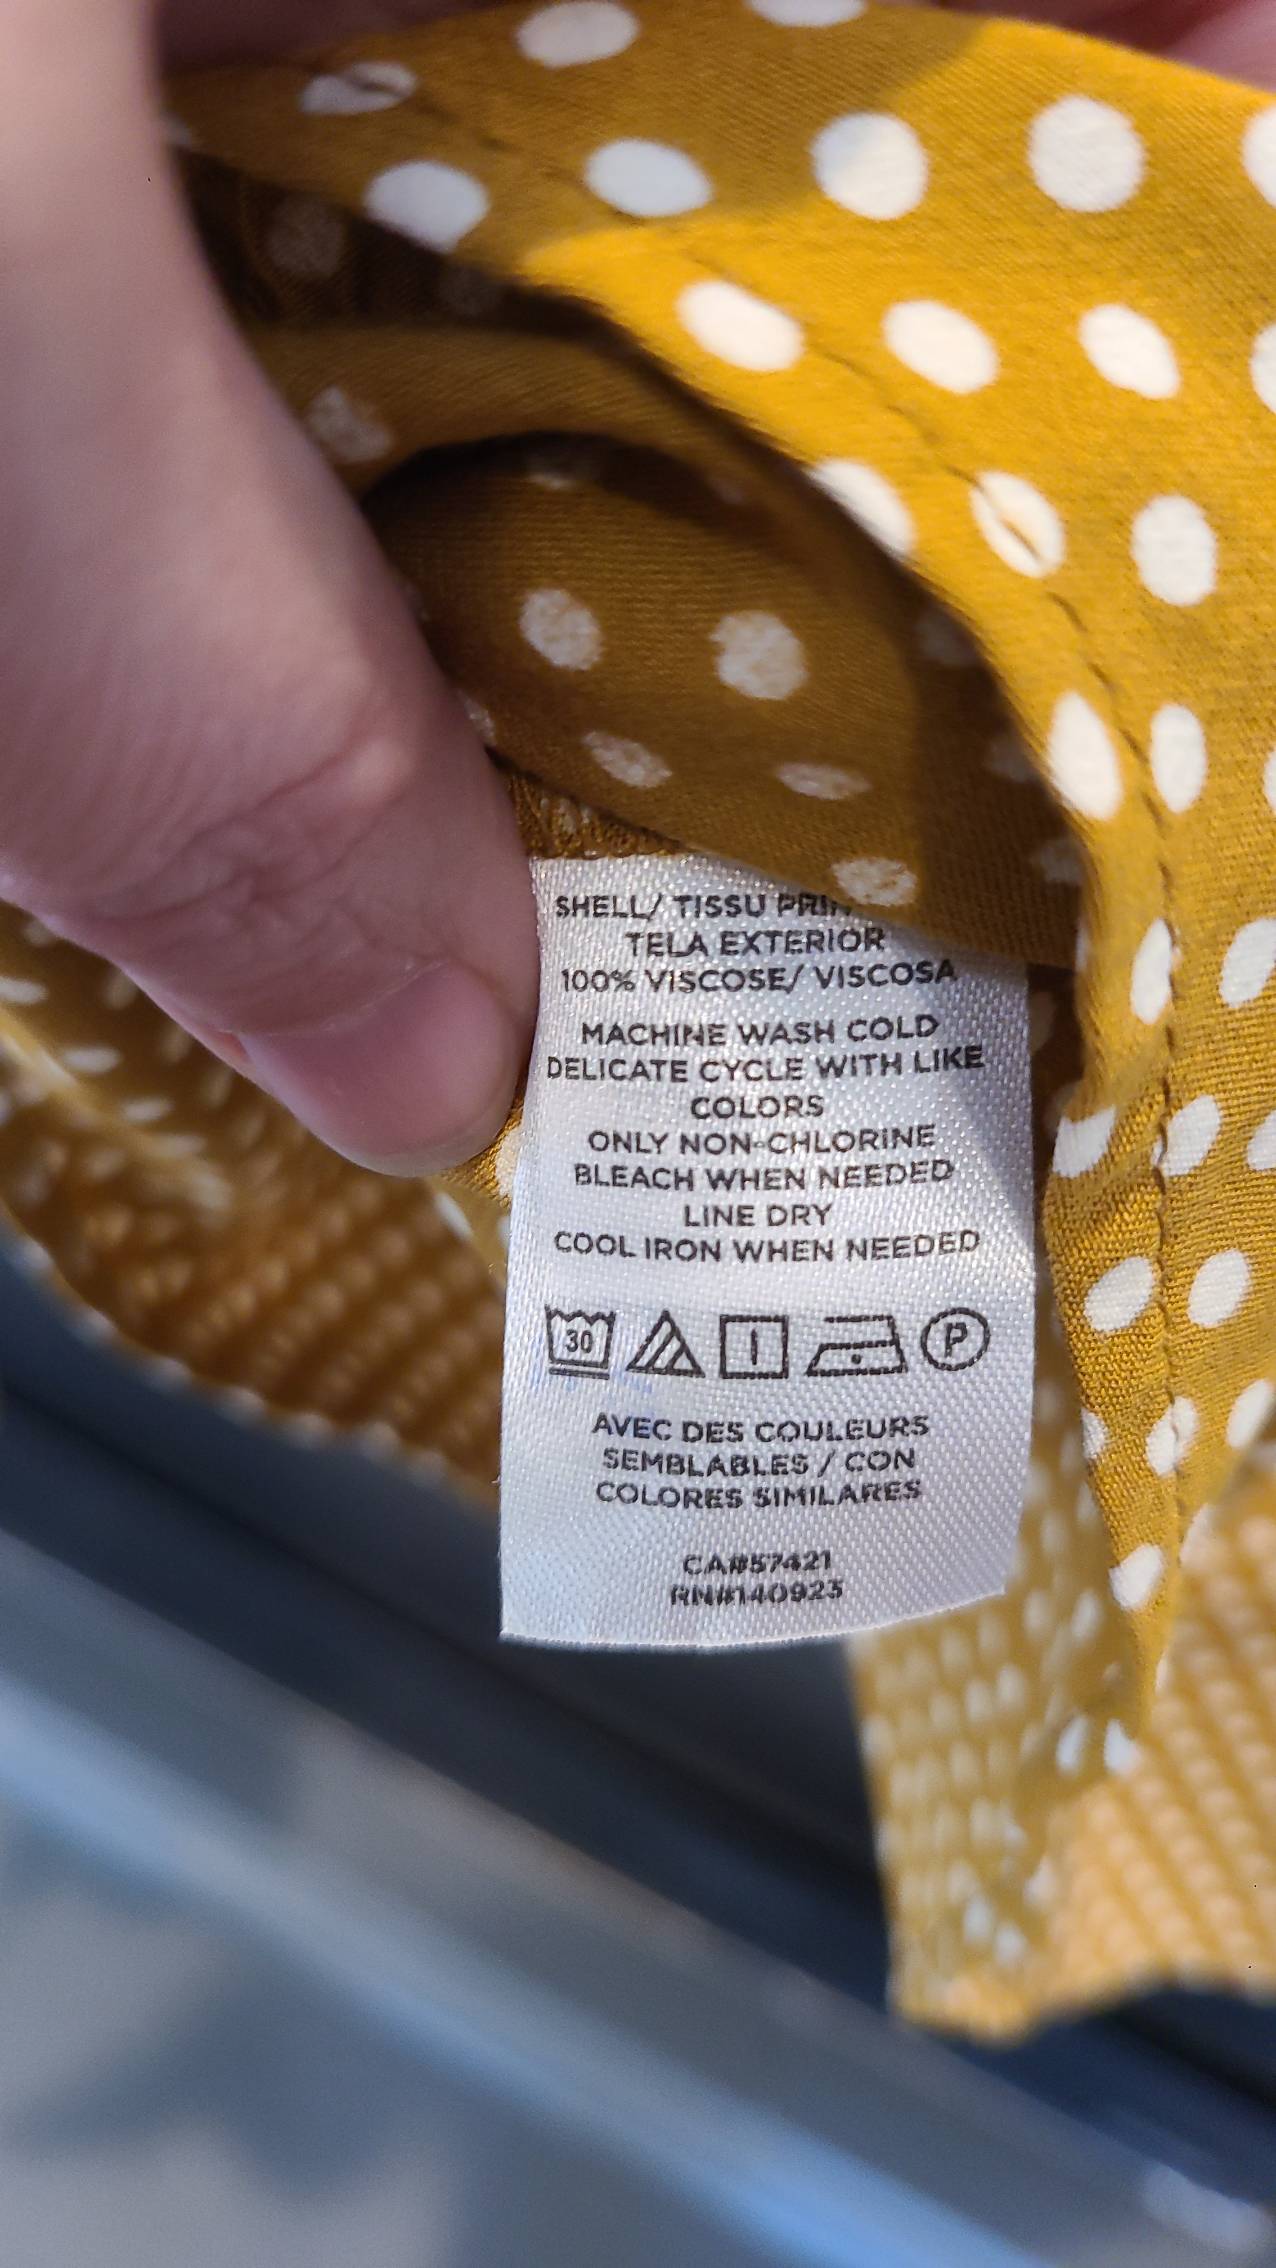 SHELL/ TISSU
TELA EXTERIOR
100% VISCOSE/ VISCOSA
MACHINE WASH COLD
DELICATE CYCLE WITH LIKE
COLORS
ONLY NON-CHLORINE
BLEACH WHEN NEEDED
LINE DRY
COOL IRON WHEN NEEDED
30 P
AVEC DES COULEURS
SEMBLABLES / CON
COLORES SIMILARES
CA#57421
RN#140923